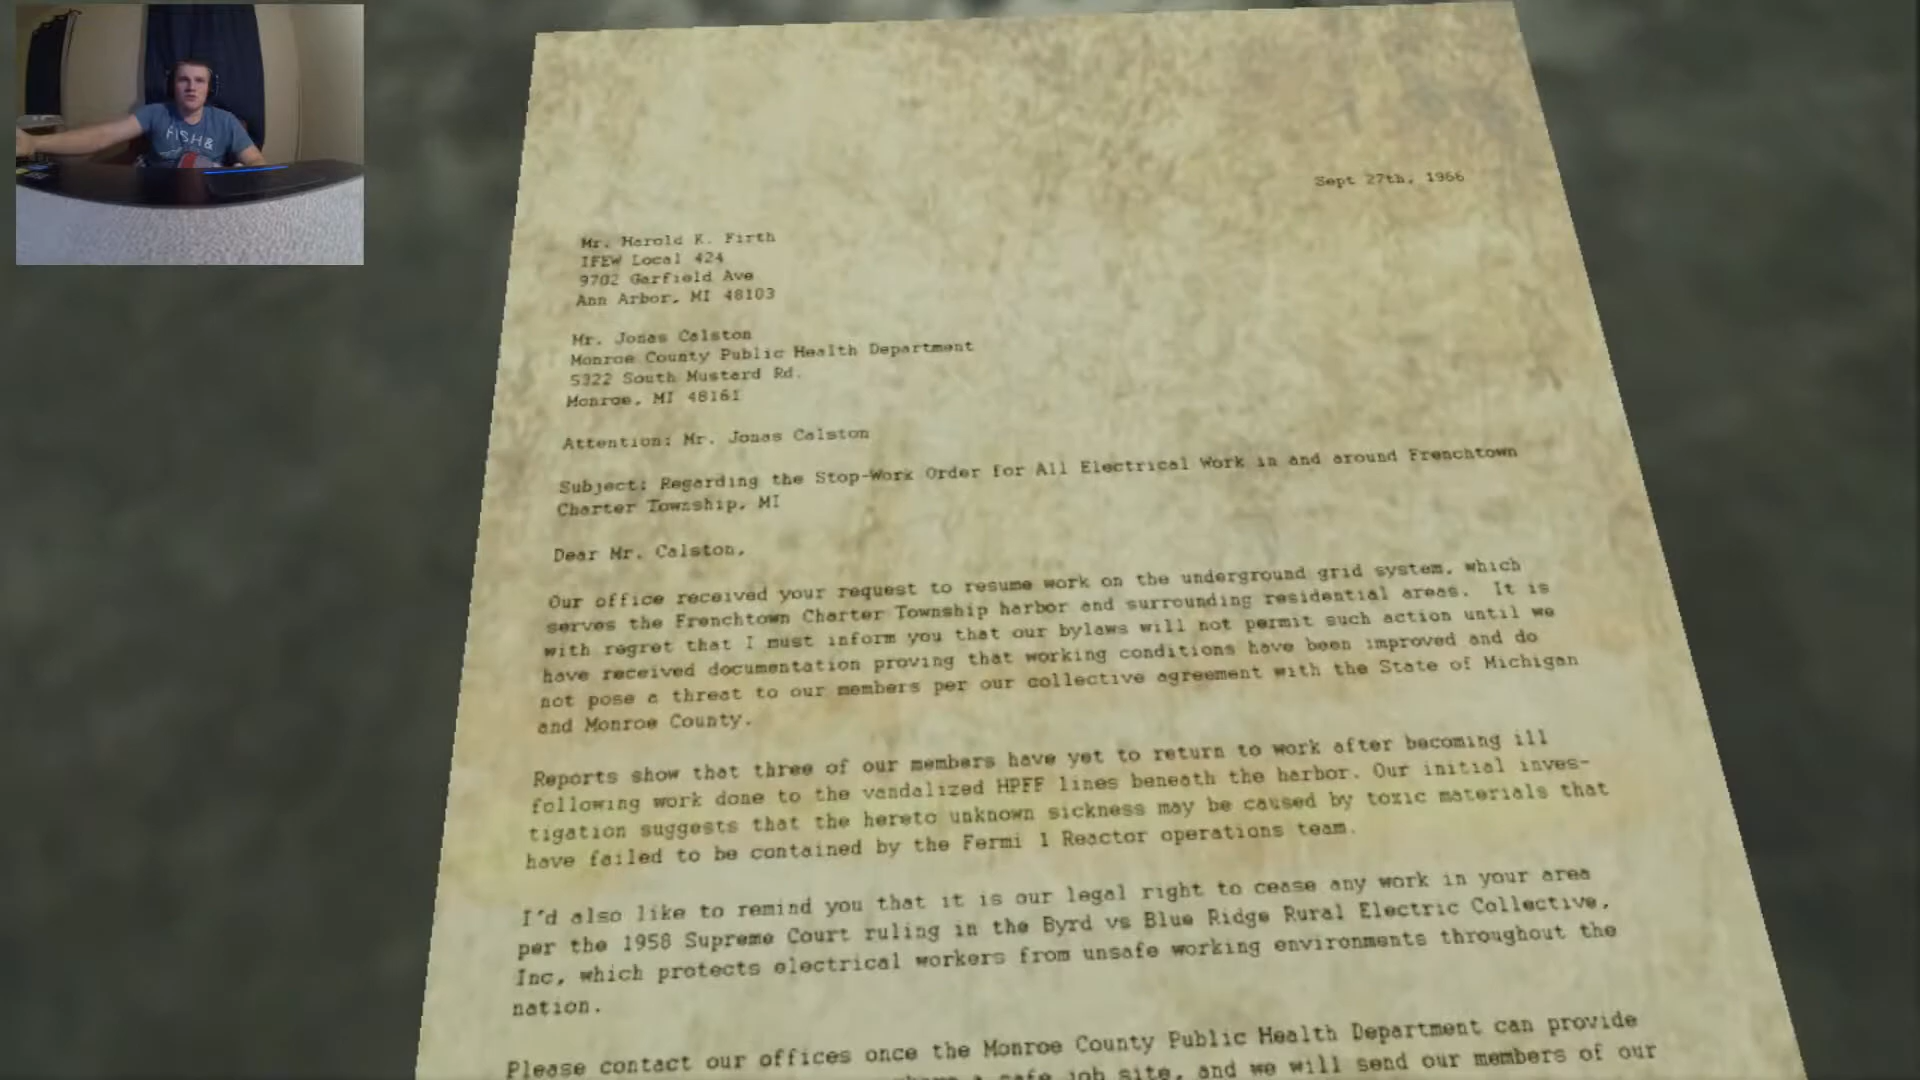 FISH &
Sept 27th, 1966
Mr. Harold K. Firth
IFEW Local 424
9702 Garfield Ave
Ann Arbor, MI 48103
Mr. Jonas Calston
Monroe County Public Health Department
5322 South Mustard Rd.
Monroe, MI 48161
Attention: Mr. Jonas Calston
Subject: Regarding the Stop-Work Order for All Electrical Work in and around Frenchtown
Charter Township, MI
Dear Mr. Calston,
Our office received your request to resume work on the underground grid system, which
serves the Frenchtown Charter Township harbor and surrounding residential areas. It is
with regret that I must inform you that our bylaws will not permit such action until we
have received documentation proving that working conditions have been improved and do
not pose a threat to our members per our collective agreement with the State of Michigan
and Monroe County.
Reports show that three of our members have yet to return to work after becoming ill
following work done to the vandalized HPFF lines beneath the harbor. Our initial inves-
tigation suggests that the hereto unknown sickness may be caused by toxic materials that
have failed to be contained by the Fermi 1 Reactor operations team.
I'd also like to remind you that it is our legal right to cease any work in your area
per the 1958 Supreme Court ruling in the Byrd vs Blue Ridge Rural Electric Collective,
Inc, which protects electrical workers from unsafe working environments throughout the
nation.
Please contact our offices once the Monroe County Public Health Department can provide
a safe job site, and we will send our members of our